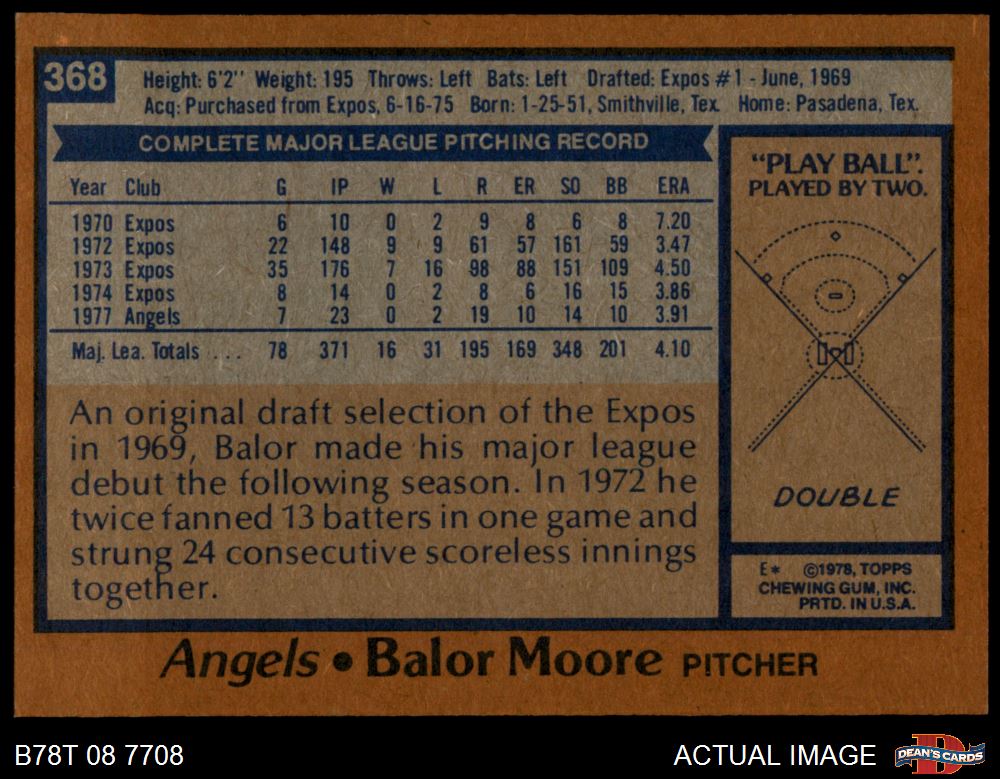 368
Height: 6'2" Weight: 195 Throws: Left Bats: Left Drafted: Expos #1 - June, 1969
Acq: Purchased from Expos, 6-16-75 Born: 1-25-51, Smithville, Tex. Home: Pasadena, Tex.
COMPLETE MAJOR LEAGUE PITCHING RECORD
Year Club G IP W L R ER SO BB ERA
1970 Expos 6 10 0 2 9 8 6 8 7.20
1972 Expos 22 148 9 9 61 57 161 59 3.47
1973 Expos 35 176 7 16 98 88 151 109 4.50
1974 Expos 8 14 0 2 8 6 16 15 3.86
1977 Angels 7 23 0 2 19 10 14 10 3.91
Maj. Lea. Totals ... 78 371 16 31 195 169 348 201 4.10
An original draft selection of the Expos
in 1969, Balor made his major league
debut the following season. In 1972 he
twice fanned 13 batters in one game and
strung 24 consecutive scoreless innings
together.
"PLAY BALL".
PLAYED BY TWO.
DOUBLE
E* ©1978, TOPPS
CHEWING GUM, INC.
PRTD. IN U.S.A.
Angels • Balor Moore PITCHER
B78T 08 7708
ACTUAL IMAGE
DEAN'S CARDS